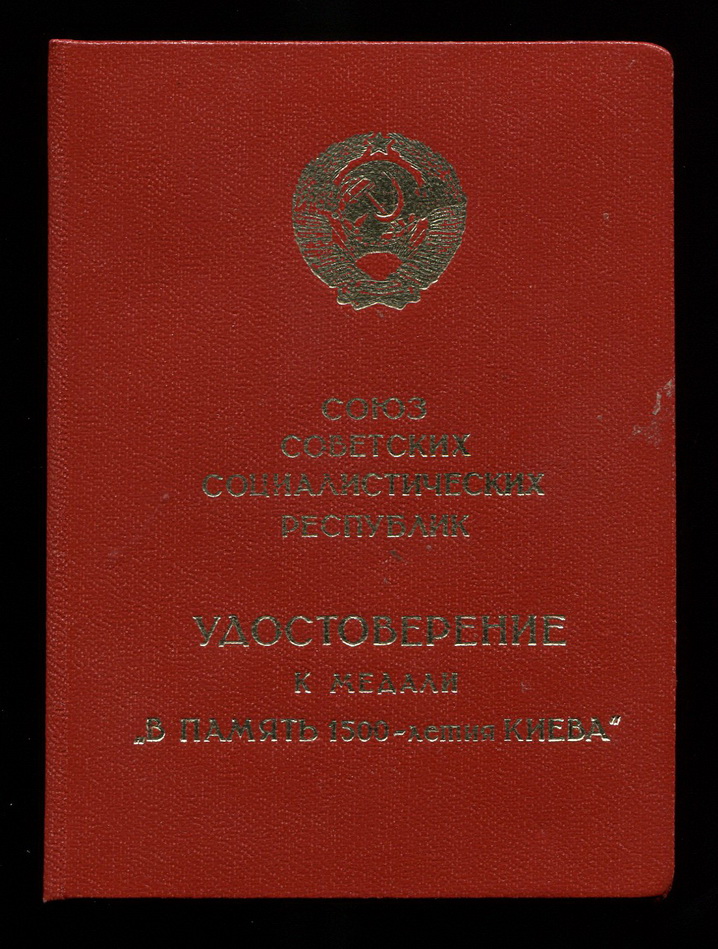 СОЮЗ
СОВЕТСКИХ
СОЦИАЛИСТИЧЕСКИХ
РЕСПУБЛИК
УДОСТОВЕРЕНИЕ
К МЕДАЛИ
„В ПАМЯТЬ 1500-летия КИЕВА“